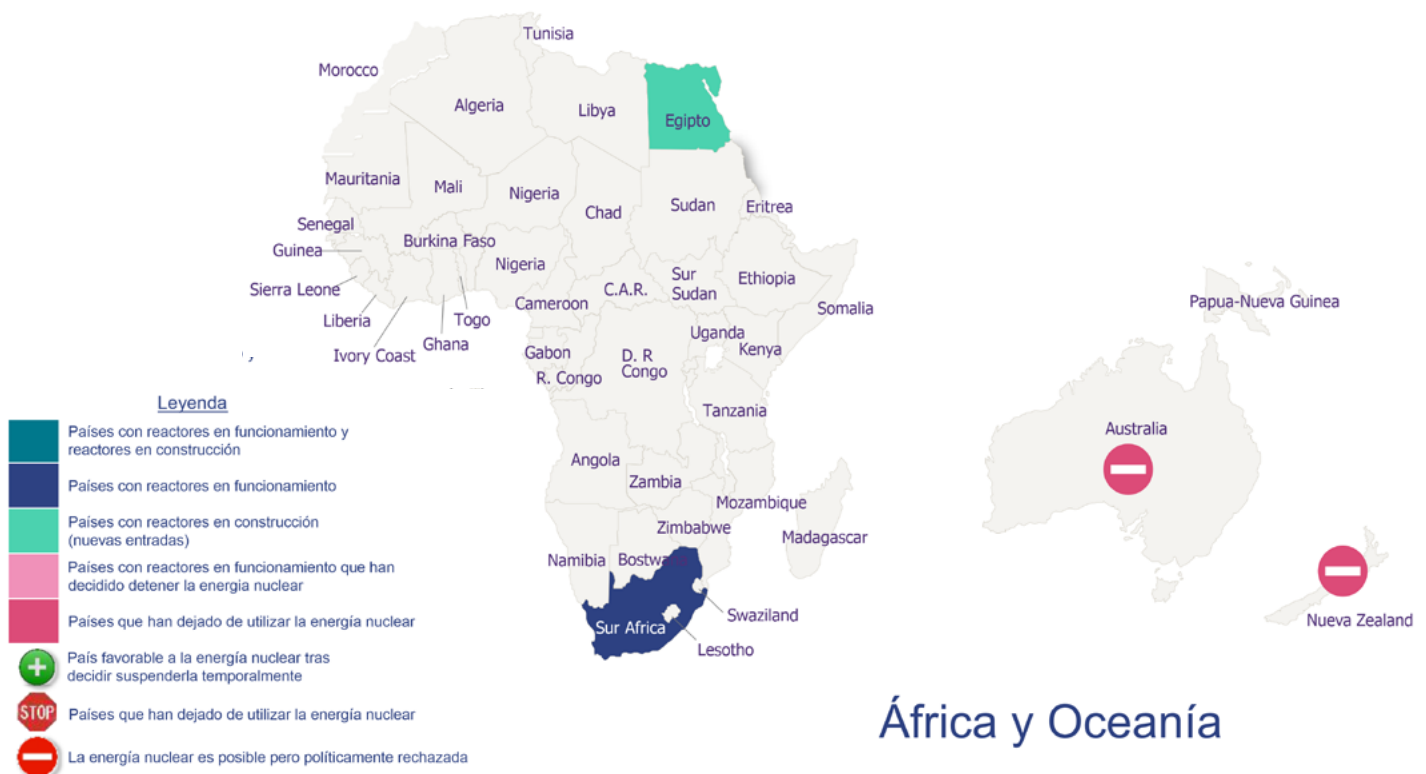 Tunisia
Morocco
Algeria
Libya
Egipto
Mauritania
Mali
Nigeria
Chad
Sudan
Eritrea
Senegal
Guinea
Burkina Faso
Nigeria
Sur
Sudan
Ethiopia
Sierra Leone
C.A.R.
Cameroon
Somalia
Liberia
Togo
Ivory Coast
Ghana
Gabon
R. Congo
D. R
Congo
Uganda
Kenya
Tanzania
Angola
Zambia
Mozambique
Zimbabwe
Madagascar
Namibia
Bostwana
Swaziland
Sur Africa
Lesotho
Papua-Nueva Guinea
Australia
Nueva Zealand
Leyenda
Países con reactores en funcionamiento y
reactores en construcción
Países con reactores en funcionamiento
Países con reactores en construcción
(nuevas entradas)
Países con reactores en funcionamiento que han
decidido detener la energía nuclear
Países que han dejado de utilizar la energía nuclear
País favorable a la energía nuclear tras
decidir suspenderla temporalmente
STOP
Países que han dejado de utilizar la energía nuclear
La energía nuclear es posible pero políticamente rechazada
África y Oceanía